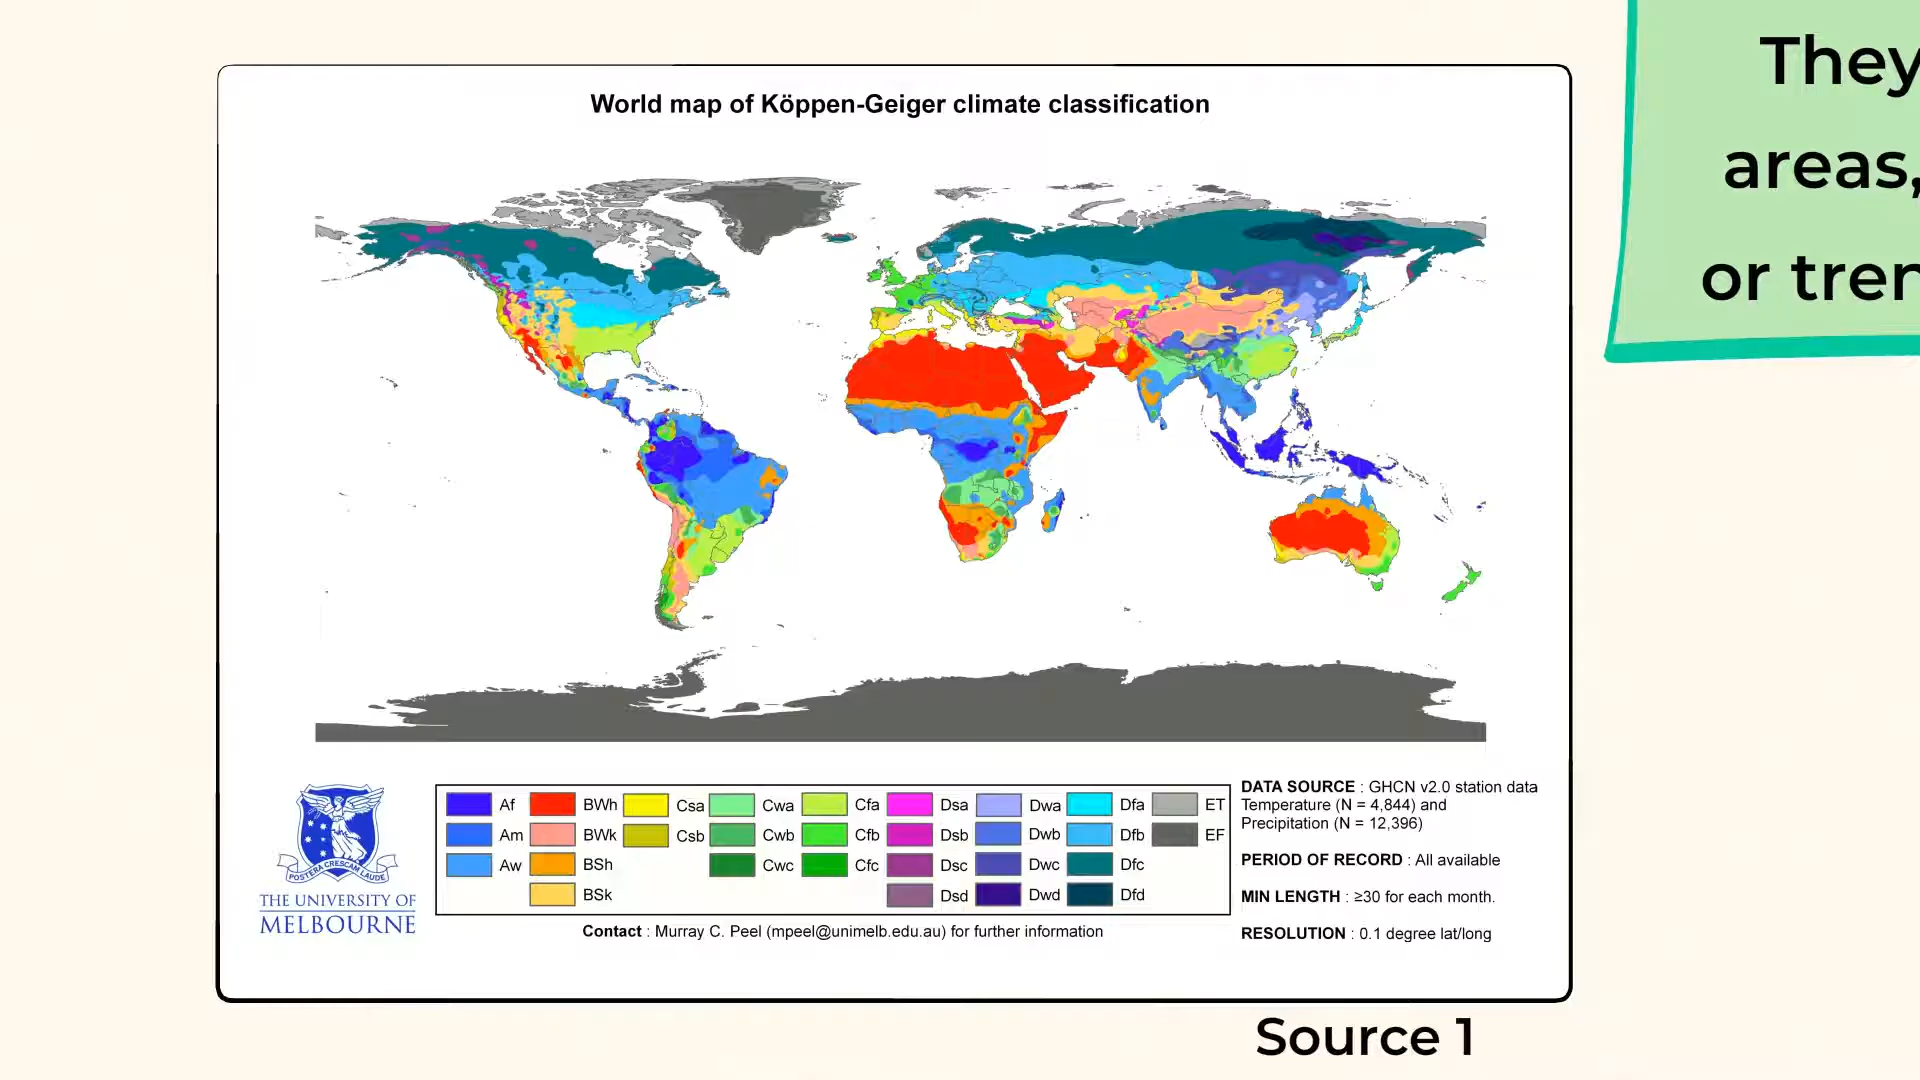 They
areas,
or tren
World map of Köppen-Geiger climate classification
POSTERA CRESCAM LAUDE
THE UNIVERSITY OF
MELBOURNE
Af BWh Csa Cwa Cfa Dsa Dwa Dfa ET
Am BWk Csb Cwb Cfb Dsb Dwb Dfb EF
Aw BSh Cwc Cfc Dsc Dwc Dfc
BSk Dsd Dwd Dfd
Contact : Murray C. Peel (mpeel@unimelb.edu.au) for further information
DATA SOURCE : GHCN v2.0 station data
Temperature (N = 4,844) and
Precipitation (N = 12,396)
PERIOD OF RECORD : All available
MIN LENGTH : ≥30 for each month.
RESOLUTION : 0.1 degree lat/long
Source 1